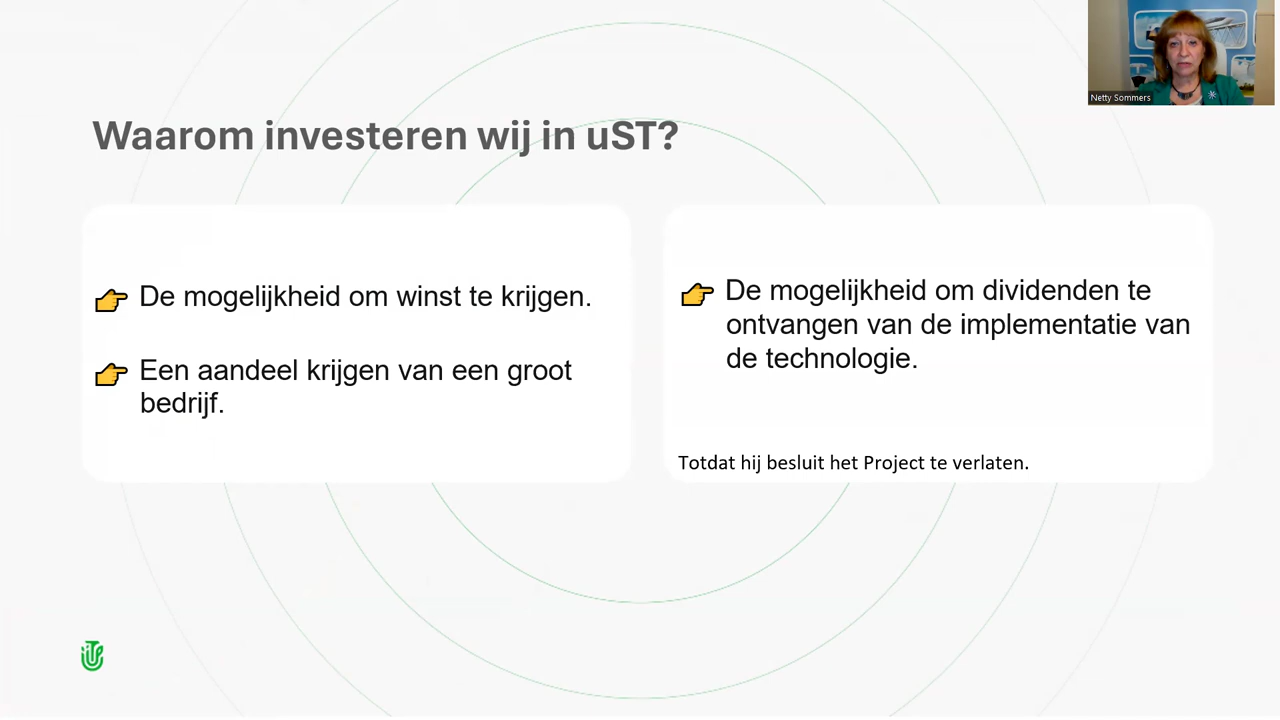 Netty Sommers
Waarom investeren wij in uST?
De mogelijkheid om winst te krijgen.
Een aandeel krijgen van een groot
bedrijf.
De mogelijkheid om dividenden te
ontvangen van de implementatie van
de technologie.
Totdat hij besluit het Project te verlaten.